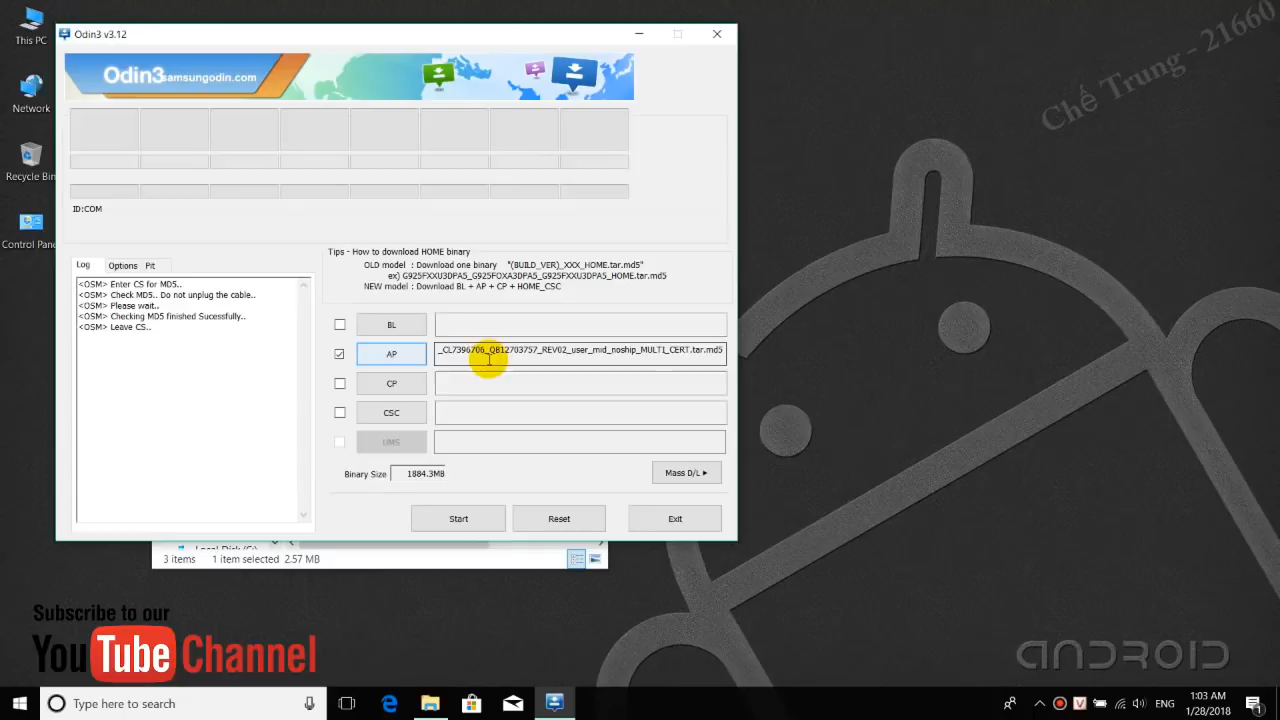 This PC
Network
Recycle Bin
Control Pane
Odin3 v3.12
Odin3 samsungodin.com
ID:COM
Tips - How to download HOME binary
OLD model : Download one binary "(BUILD_VER)_XXX_HOME.tar.md5"
ex) G925FXXU3DPA5_G925FOXA3DPA5_G925FXXU3DPA5_HOME.tar.md5
NEW model : Download BL + AP + CP + HOME_CSC
Log
Options
Pit
<OSM> Enter CS for MD5..
<OSM> Check MD5.. Do not unplug the cable..
<OSM> Please wait..
<OSM> Checking MD5 finished Sucessfully..
<OSM> Leave CS..
BL
AP
_CL7396706_QB12703757_REV02_user_mid_noship_MULTI_CERT.tar.md5
CP
CSC
UMS
Binary Size
1884.3MB
Mass D/L
Start
Reset
Exit
Local Disk (C:)
3 items
1 item selected 2.57 MB
Chế Trung - 21660
Subscribe to our
YouTube Channel
ANDROID
Type here to search
V
ENG
1:03 AM
1/28/2018
1